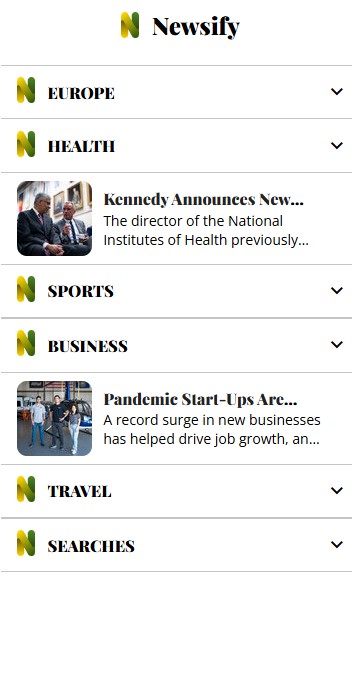 Newsify
EUROPE
HEALTH
Kennedy Announces New...
The director of the National
Institutes of Health previously...
SPORTS
BUSINESS
Pandemic Start-Ups Are...
A record surge in new businesses
has helped drive job growth, an...
TRAVEL
SEARCHES